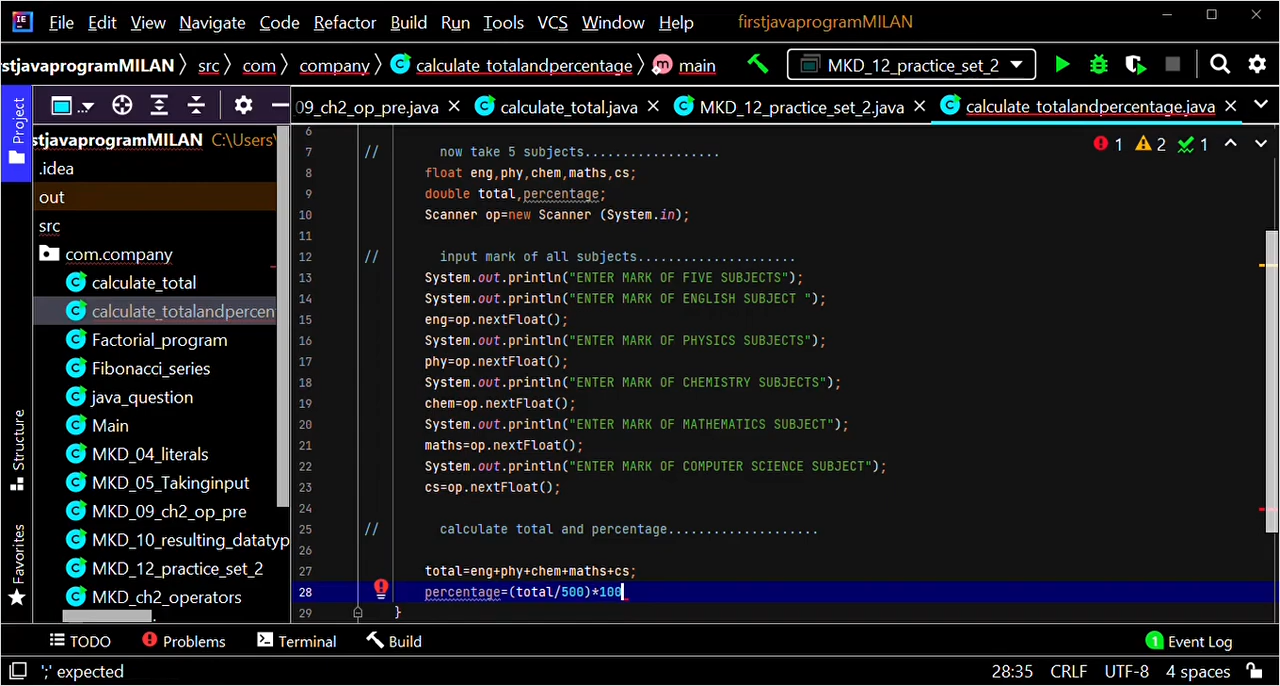 IE File Edit View Navigate Code Refactor Build Run Tools VCS Window Help firstjavaprogramMILAN
stjavaprogramMILAN src com company calculate_totalandpercentage main MKD_12_practice_set_2
Project
Structure
Favorites
stjavaprogramMILAN C:\Users\
.idea
out
src
com.company
calculate_total
calculate_totalandpercen
Factorial_program
Fibonacci_series
java_question
Main
MKD_04_literals
MKD_05_Takinginput
MKD_09_ch2_op_pre
MKD_10_resulting_datatyp
MKD_12_practice_set_2
MKD_ch2_operators
09_ch2_op_pre.java calculate_total.java MKD_12_practice_set_2.java calculate_totalandpercentage.java
1 2 1
6
7 // now take 5 subjects..................
8 float eng,phy,chem,maths,cs;
9 double total,percentage;
10 Scanner op=new Scanner (System.in);
11
12 // input mark of all subjects.....................
13 System.out.println("ENTER MARK OF FIVE SUBJECTS");
14 System.out.println("ENTER MARK OF ENGLISH SUBJECT ");
15 eng=op.nextFloat();
16 System.out.println("ENTER MARK OF PHYSICS SUBJECTS");
17 phy=op.nextFloat();
18 System.out.println("ENTER MARK OF CHEMISTRY SUBJECTS");
19 chem=op.nextFloat();
20 System.out.println("ENTER MARK OF MATHEMATICS SUBJECT");
21 maths=op.nextFloat();
22 System.out.println("ENTER MARK OF COMPUTER SCIENCE SUBJECT");
23 cs=op.nextFloat();
24
25 // calculate total and percentage....................
26
27 total=eng+phy+chem+maths+cs;
28 percentage=(total/500)*100
29 }
TODO Problems Terminal Build 1 Event Log
';' expected 28:35 CRLF UTF-8 4 spaces